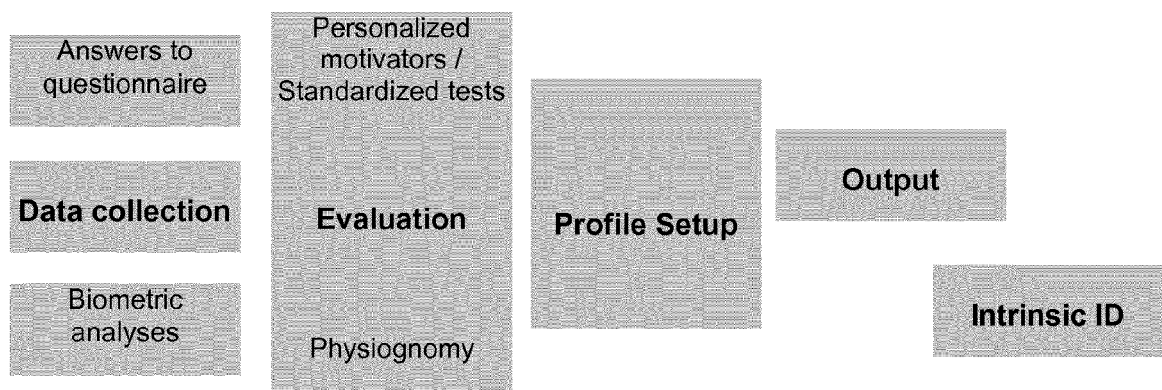 Answers to
questionnaire
Data collection
Biometric
analyses
Personalized
motivators /
Standardized tests
Evaluation
Physiognomy
Profile Setup
Output
Intrinsic ID